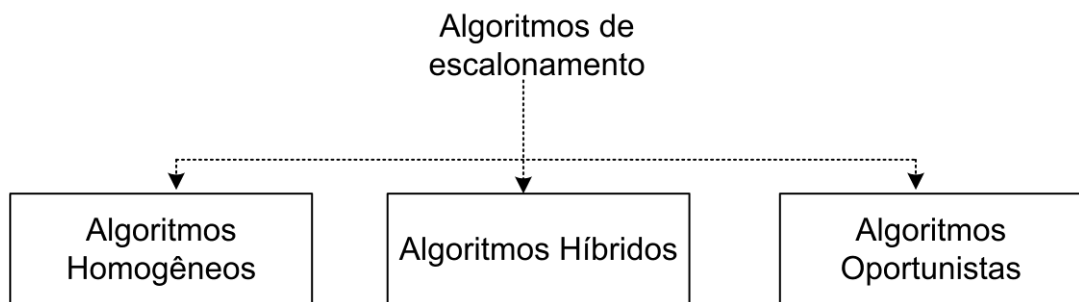 Algoritmos de
escalonamento
Algoritmos
Homogêneos
Algoritmos Híbridos
Algoritmos
Oportunistas